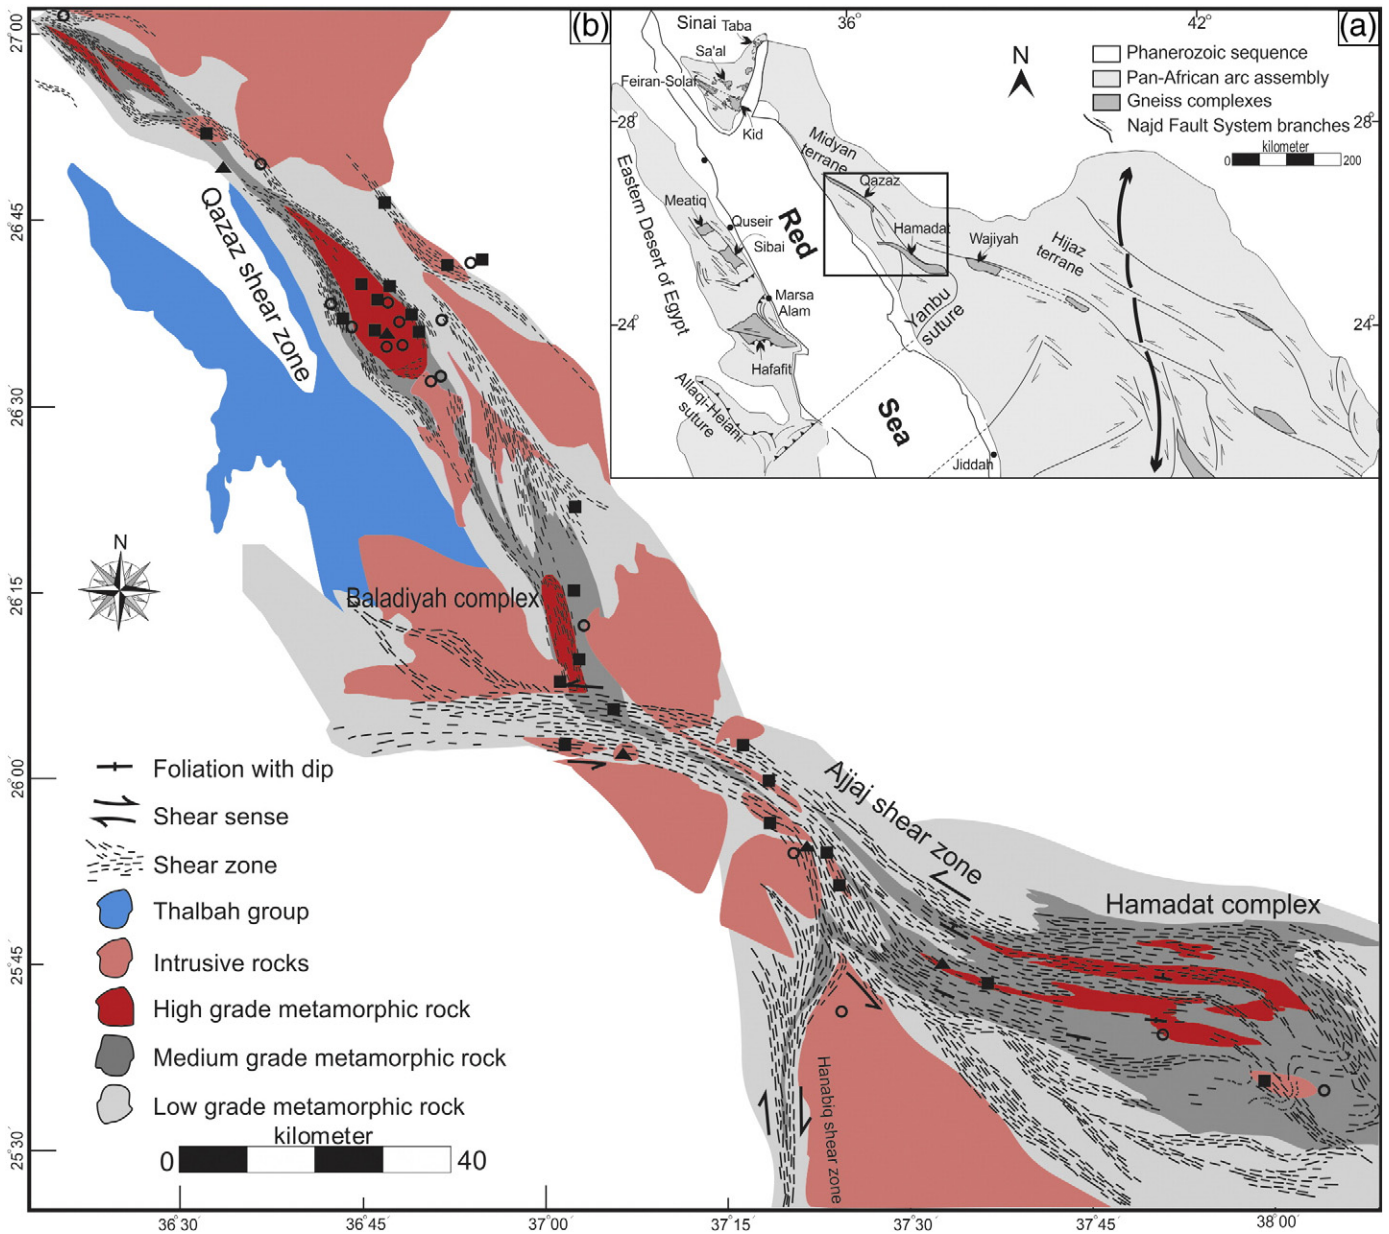 (b)
(a)
36°
42°
28°
28°
24°
24°
N
Phanerozoic sequence
Pan-African arc assembly
Gneiss complexes
Najd Fault System branches
kilometer
0 200
Sinai
Taba
Sa'al
Feiran-Solaf
Kid
Midyan
terrane
Qazaz
Hamadat
Wajiyah
Hijaz
terrane
Yanbu
suture
Eastern Desert of Egypt
Meatiq
Quseir
Sibai
Marsa
Alam
Hafafit
Allaqi-Heiani
suture
Red
Sea
Jiddah
27°00´
26°45´
26°30´
26°15´
26°00´
25°45´
25°30´
Qazaz shear zone
N
Baladiyah complex
Ajjaj shear zone
Hamadat complex
Hanabiq shear zone
Foliation with dip
Shear sense
Shear zone
Thalbah group
Intrusive rocks
High grade metamorphic rock
Medium grade metamorphic rock
Low grade metamorphic rock
kilometer
0 40
36°30´
36°45´
37°00´
37°15´
37°30´
37°45´
38°00´